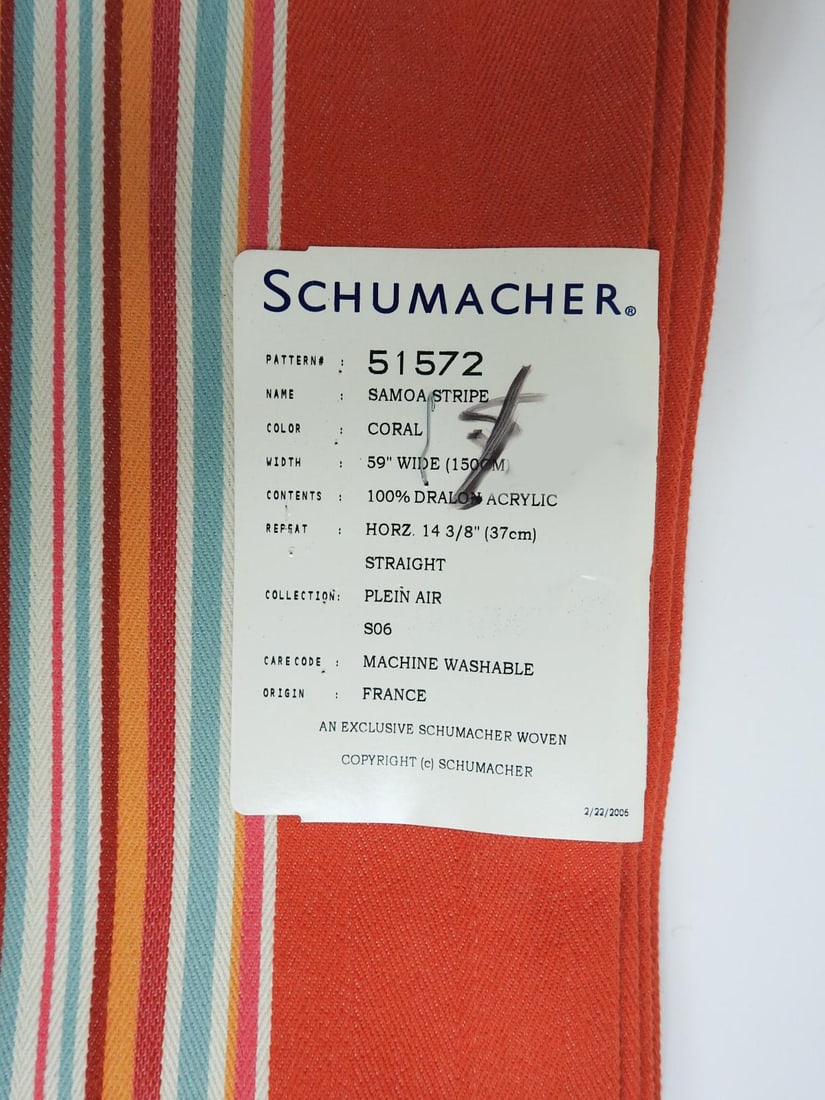 SCHUMACHER®
PATTERN# : 51572
NAME : SAMOA STRIPE
COLOR : CORAL
WIDTH : 59" WIDE (150CM)
CONTENTS : 100% DRALON ACRYLIC
REPEAT : HORZ. 14 3/8" (37cm)
STRAIGHT
COLLECTION: PLEIN AIR
S06
CARE CODE : MACHINE WASHABLE
ORIGIN : FRANCE
AN EXCLUSIVE SCHUMACHER WOVEN
COPYRIGHT (c) SCHUMACHER
2/22/2006